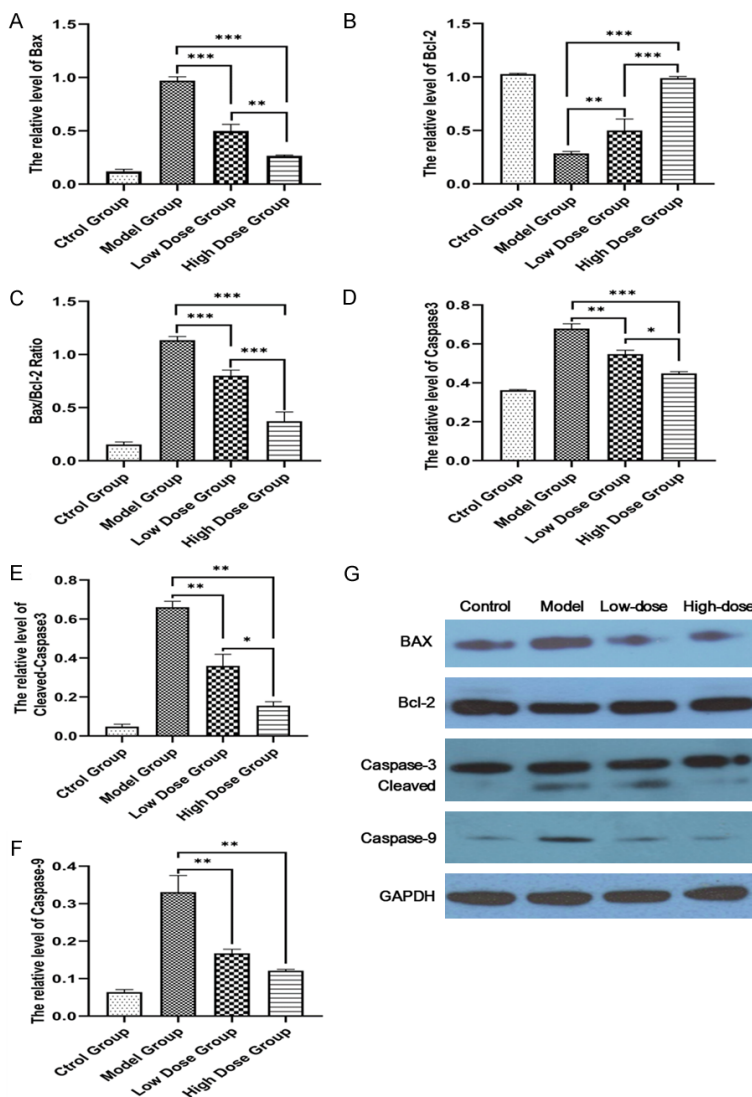 A
The relative level of Bax
1.5
1.0
0.5
0.0
***
***
**
Ctrol Group
Model Group
Low Dose Group
High Dose Group
B
The relative level of Bcl-2
1.5
1.0
0.5
0.0
***
***
**
Ctrol Group
Model Group
Low Dose Group
High Dose Group
C
Bax/Bcl-2 Ratio
1.5
1.0
0.5
0.0
***
***
***
Ctrol Group
Model Group
Low Dose Group
High Dose Group
D
The relative level of Caspase3
0.8
0.6
0.4
0.2
0.0
***
**
*
Ctrol Group
Model Group
Low Dose Group
High Dose Group
E
The relative level of
Cleaved-Caspase3
0.8
0.6
0.4
0.2
0.0
**
**
*
Ctrol Group
Model Group
Low Dose Group
High Dose Group
F
The relative level of Caspase-9
0.4
0.3
0.2
0.1
0.0
**
**
Ctrol Group
Model Group
Low Dose Group
High Dose Group
G
Control Model Low-dose High-dose
BAX
Bcl-2
Caspase-3
Cleaved
Caspase-9
GAPDH